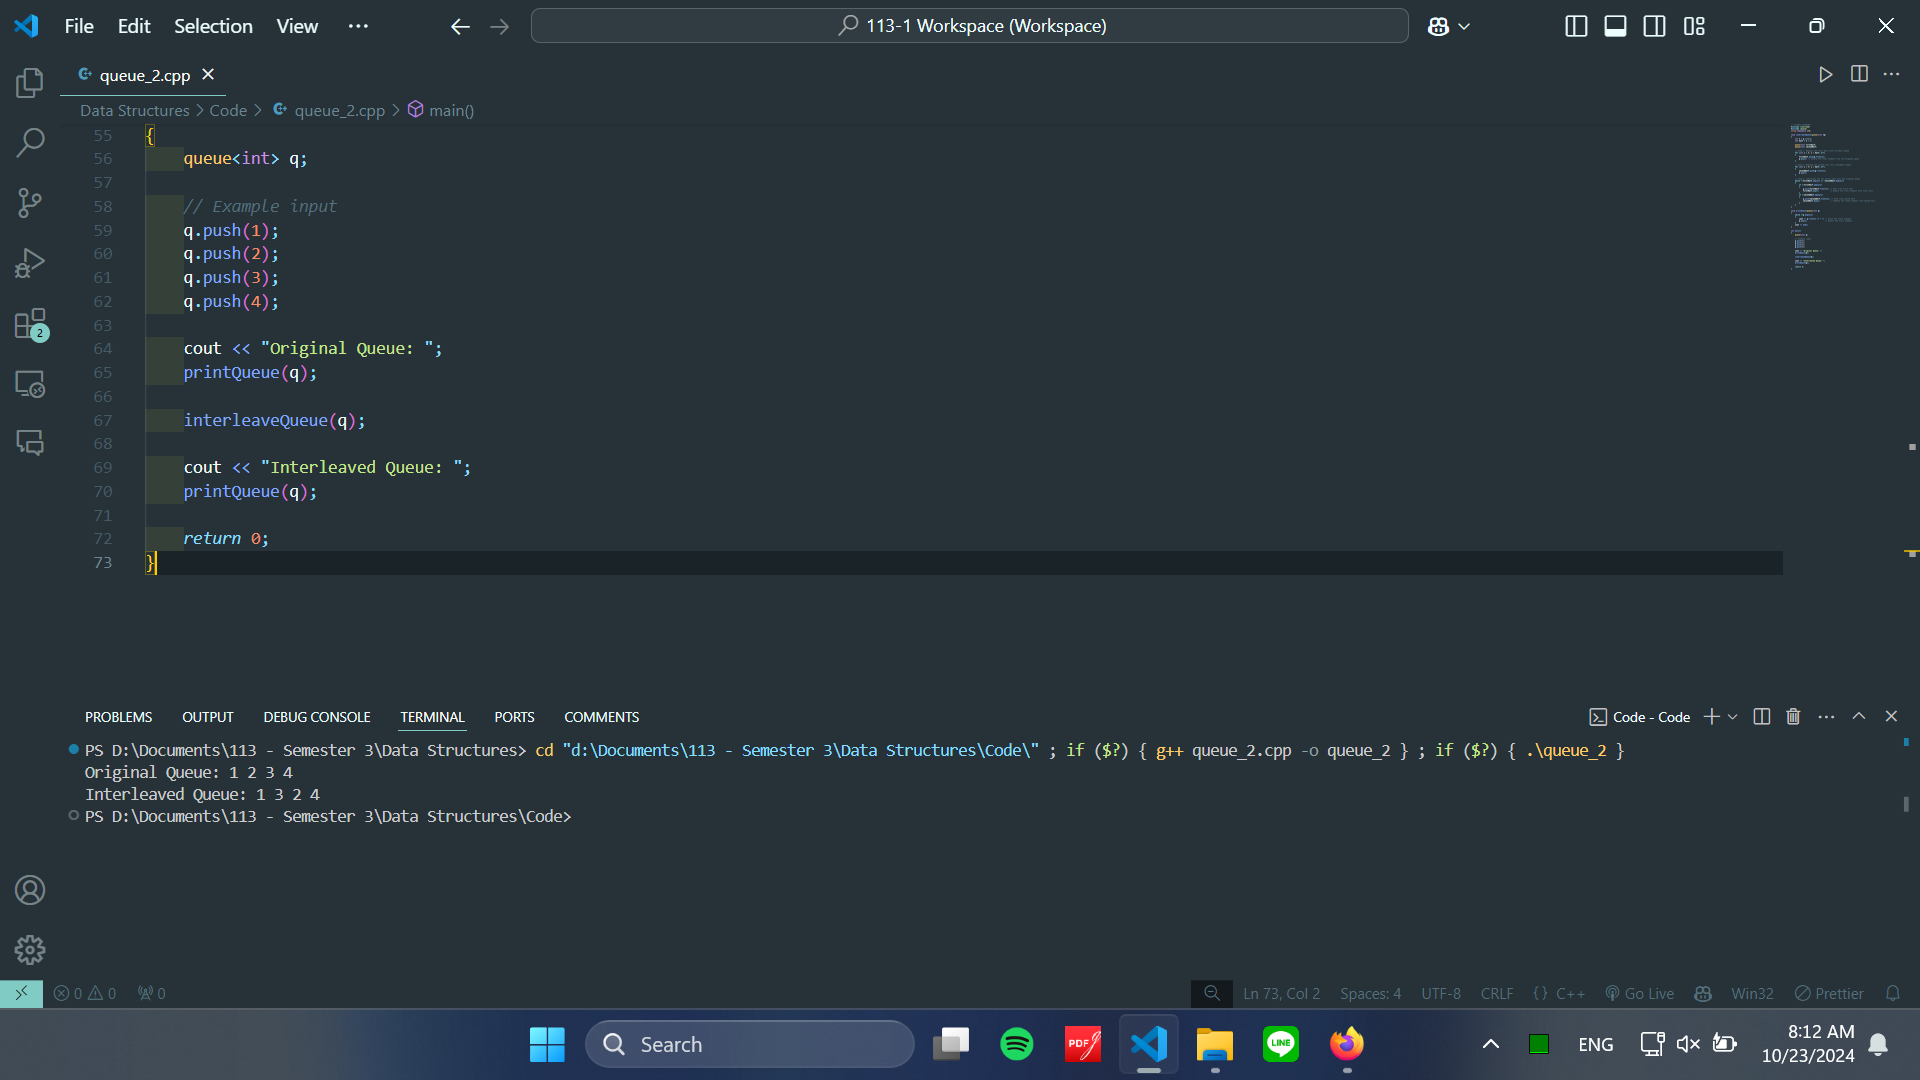 File Edit Selection View ···
113-1 Workspace (Workspace)
queue_2.cpp
Data Structures > Code > queue_2.cpp > main()
55 {
56 queue<int> q;
57
58 // Example input
59 q.push(1);
60 q.push(2);
61 q.push(3);
62 q.push(4);
63
64 cout << "Original Queue: ";
65 printQueue(q);
66
67 interleaveQueue(q);
68
69 cout << "Interleaved Queue: ";
70 printQueue(q);
71
72 return 0;
73 }
2
PROBLEMS OUTPUT DEBUG CONSOLE TERMINAL PORTS COMMENTS
Code - Code
PS D:\Documents\113 - Semester 3\Data Structures> cd "d:\Documents\113 - Semester 3\Data Structures\Code\" ; if ($?) { g++ queue_2.cpp -o queue_2 } ; if ($?) { .\queue_2 }
Original Queue: 1 2 3 4
Interleaved Queue: 1 3 2 4
PS D:\Documents\113 - Semester 3\Data Structures\Code>
0 0 0
Ln 73, Col 2 Spaces: 4 UTF-8 CRLF {} C++ Go Live Win32 Prettier
Search
PDF
LINE
ENG
8:12 AM
10/23/2024